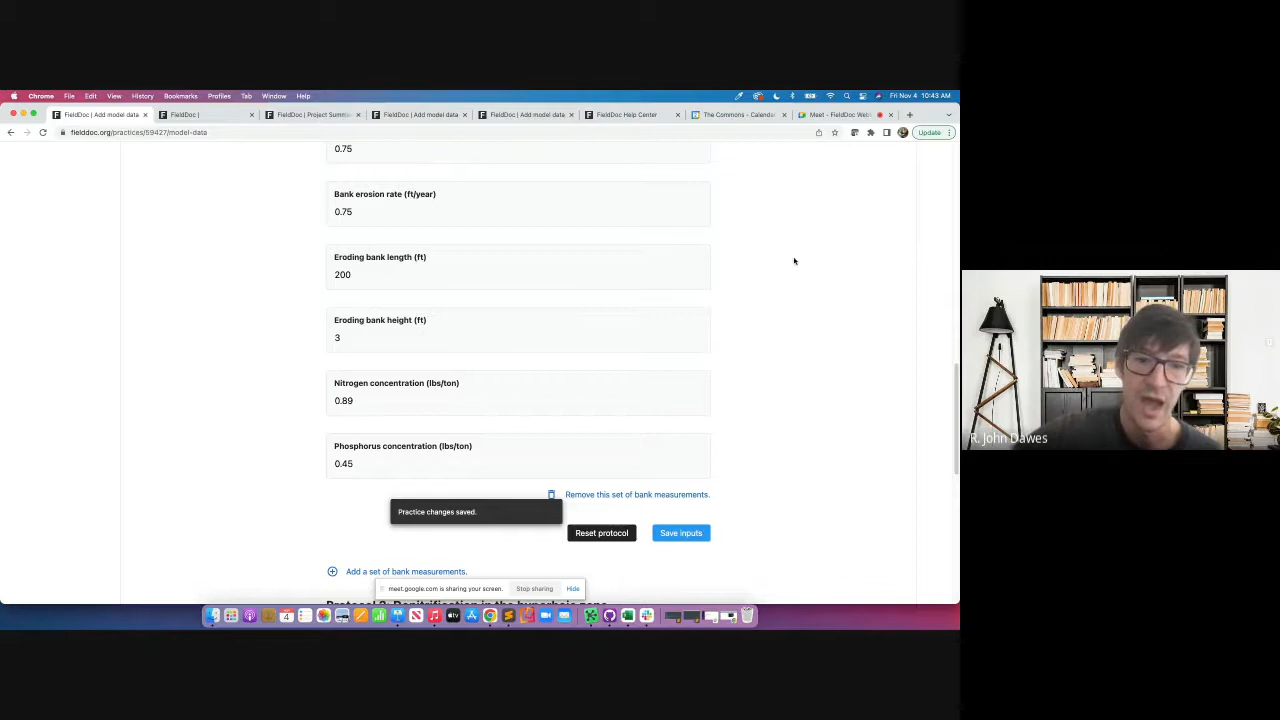 Chrome File Edit View History Bookmarks Profiles Tab Window Help
Fri Nov 4 10:43 AM
FieldDoc | Add model data
FieldDoc |
FieldDoc | Project Summa
FieldDoc | Add model data
FieldDoc | Add model data
FieldDoc Help Center
The Commons - Calendar
Meet - FieldDoc Web
fielddoc.org/practices/59427/model-data
Update
0.75
Bank erosion rate (ft/year)
0.75
Eroding bank length (ft)
200
Eroding bank height (ft)
3
Nitrogen concentration (lbs/ton)
0.89
Phosphorus concentration (lbs/ton)
0.45
Remove this set of bank measurements.
Practice changes saved.
Reset protocol
Save inputs
Add a set of bank measurements.
meet.google.com is sharing your screen.
Stop sharing
Hide
R. John Dawes